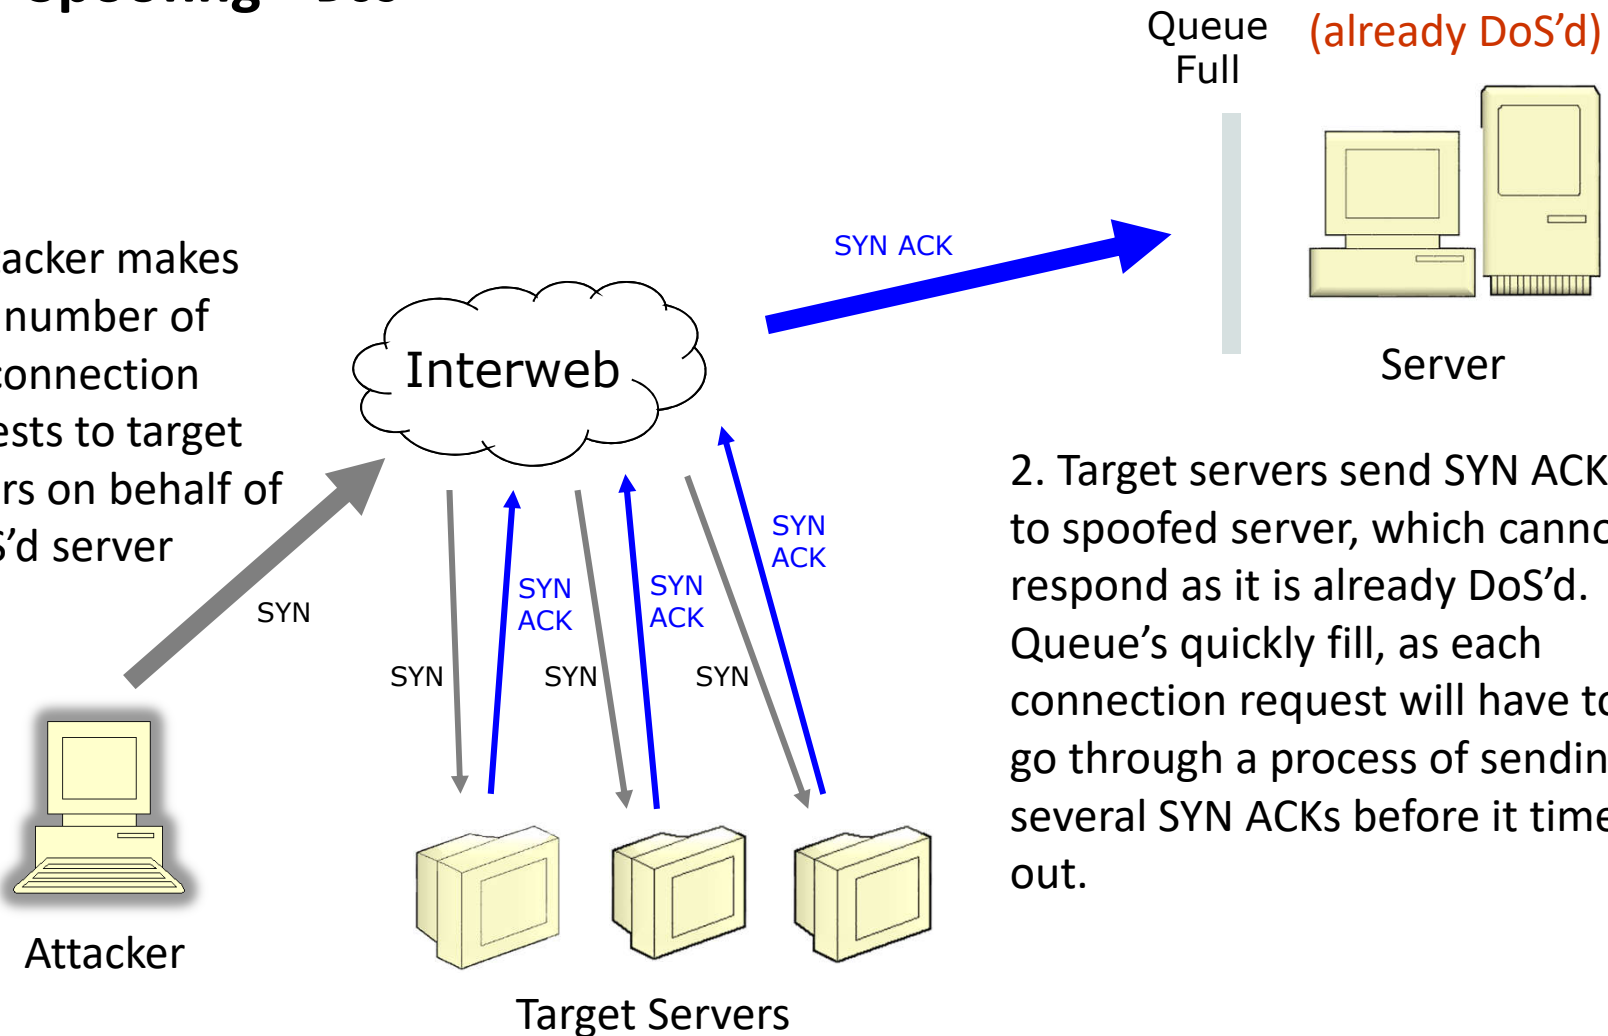 Spoofing
Queue
Full
(already DoS'd)
SYN ACK
Server
acker makes
number of
connection
ests to target
rs on behalf of
'd server
Interweb
SYN
SYN
ACK
SYN
ACK
SYN
ACK
SYN
SYN
SYN
Attacker
Target Servers
2. Target servers send SYN ACK
to spoofed server, which canno
respond as it is already DoS'd.
Queue's quickly fill, as each
connection request will have to
go through a process of sendin
several SYN ACKs before it time
out.